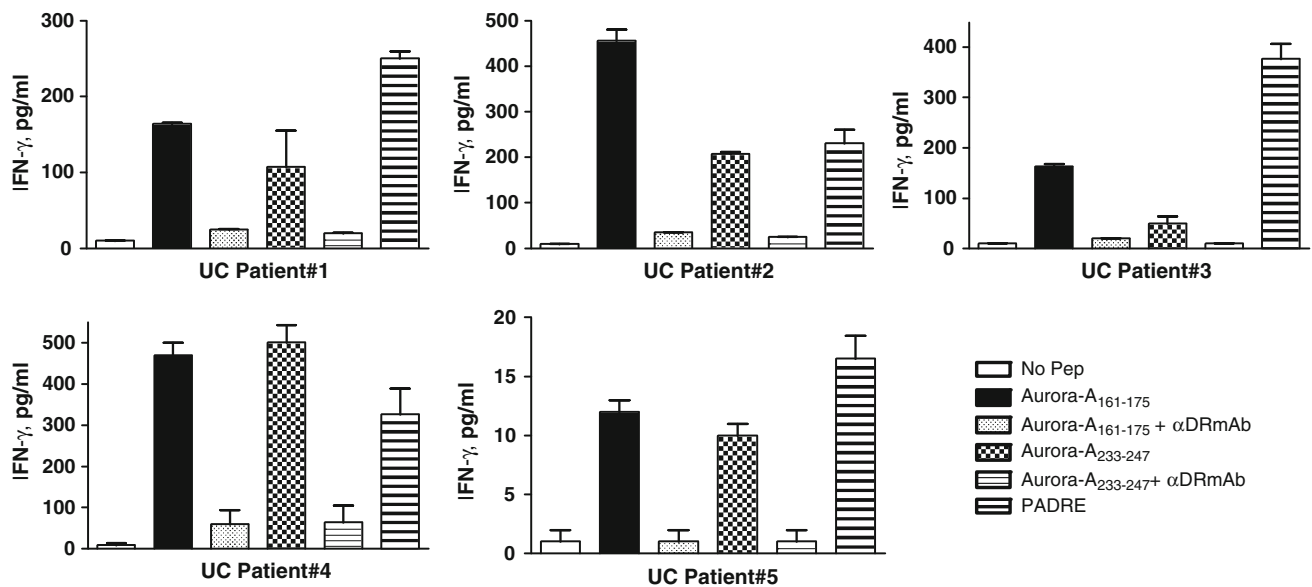 300
200
100
0
IFN-γ, pg/ml
UC Patient#1
500
400
300
200
100
0
IFN-γ, pg/ml
UC Patient#2
400
300
200
100
0
IFN-γ, pg/ml
UC Patient#3
500
400
300
200
100
0
IFN-γ, pg/ml
UC Patient#4
15
12
10
5
2
0
IFN-γ, pg/ml
UC Patient#5
No Pep
Aurora-A161-175
Aurora-A161-175 + αDRmAb
Aurora-A233-247
Aurora-A233-247+ αDRmAb
PADRE